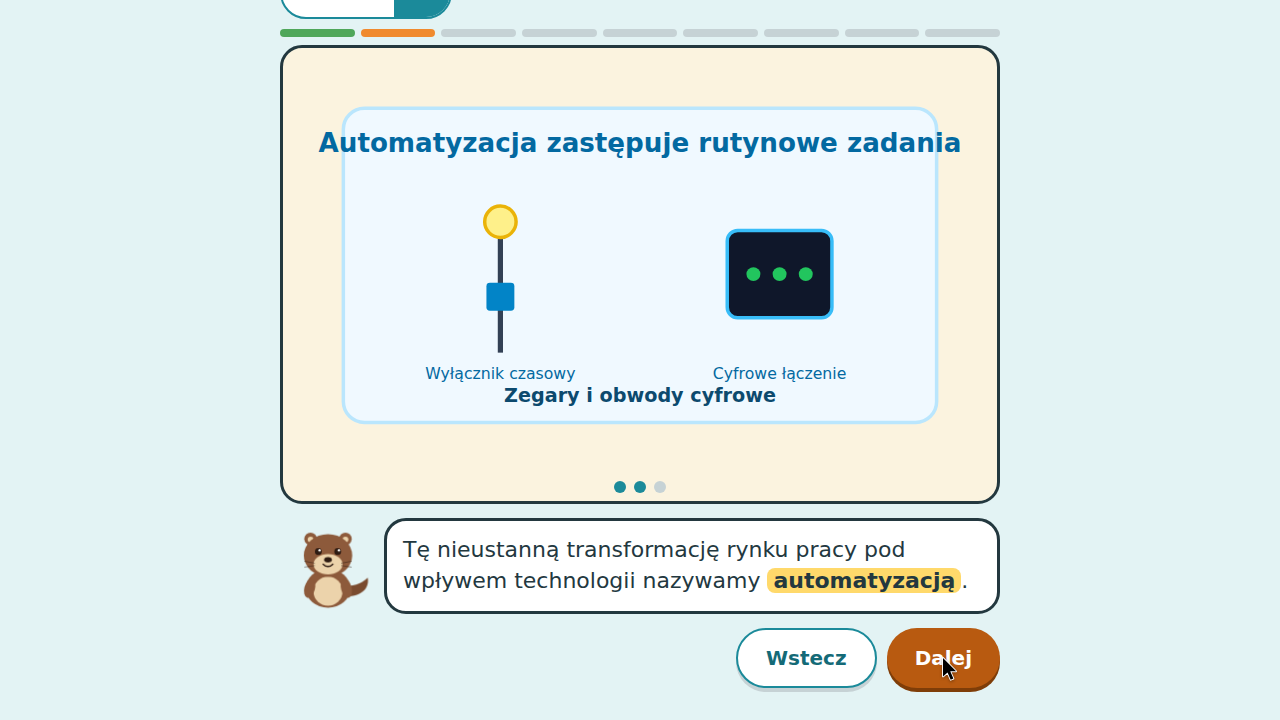 Automatyzacja zastępuje rutynowe zadania
Wyłącznik czasowy
Cyfrowe łączenie
Zegary i obwody cyfrowe
Tę nieustanną transformację rynku pracy pod
wpływem technologii nazywamy automatyzacją.
Wstecz
Dalej